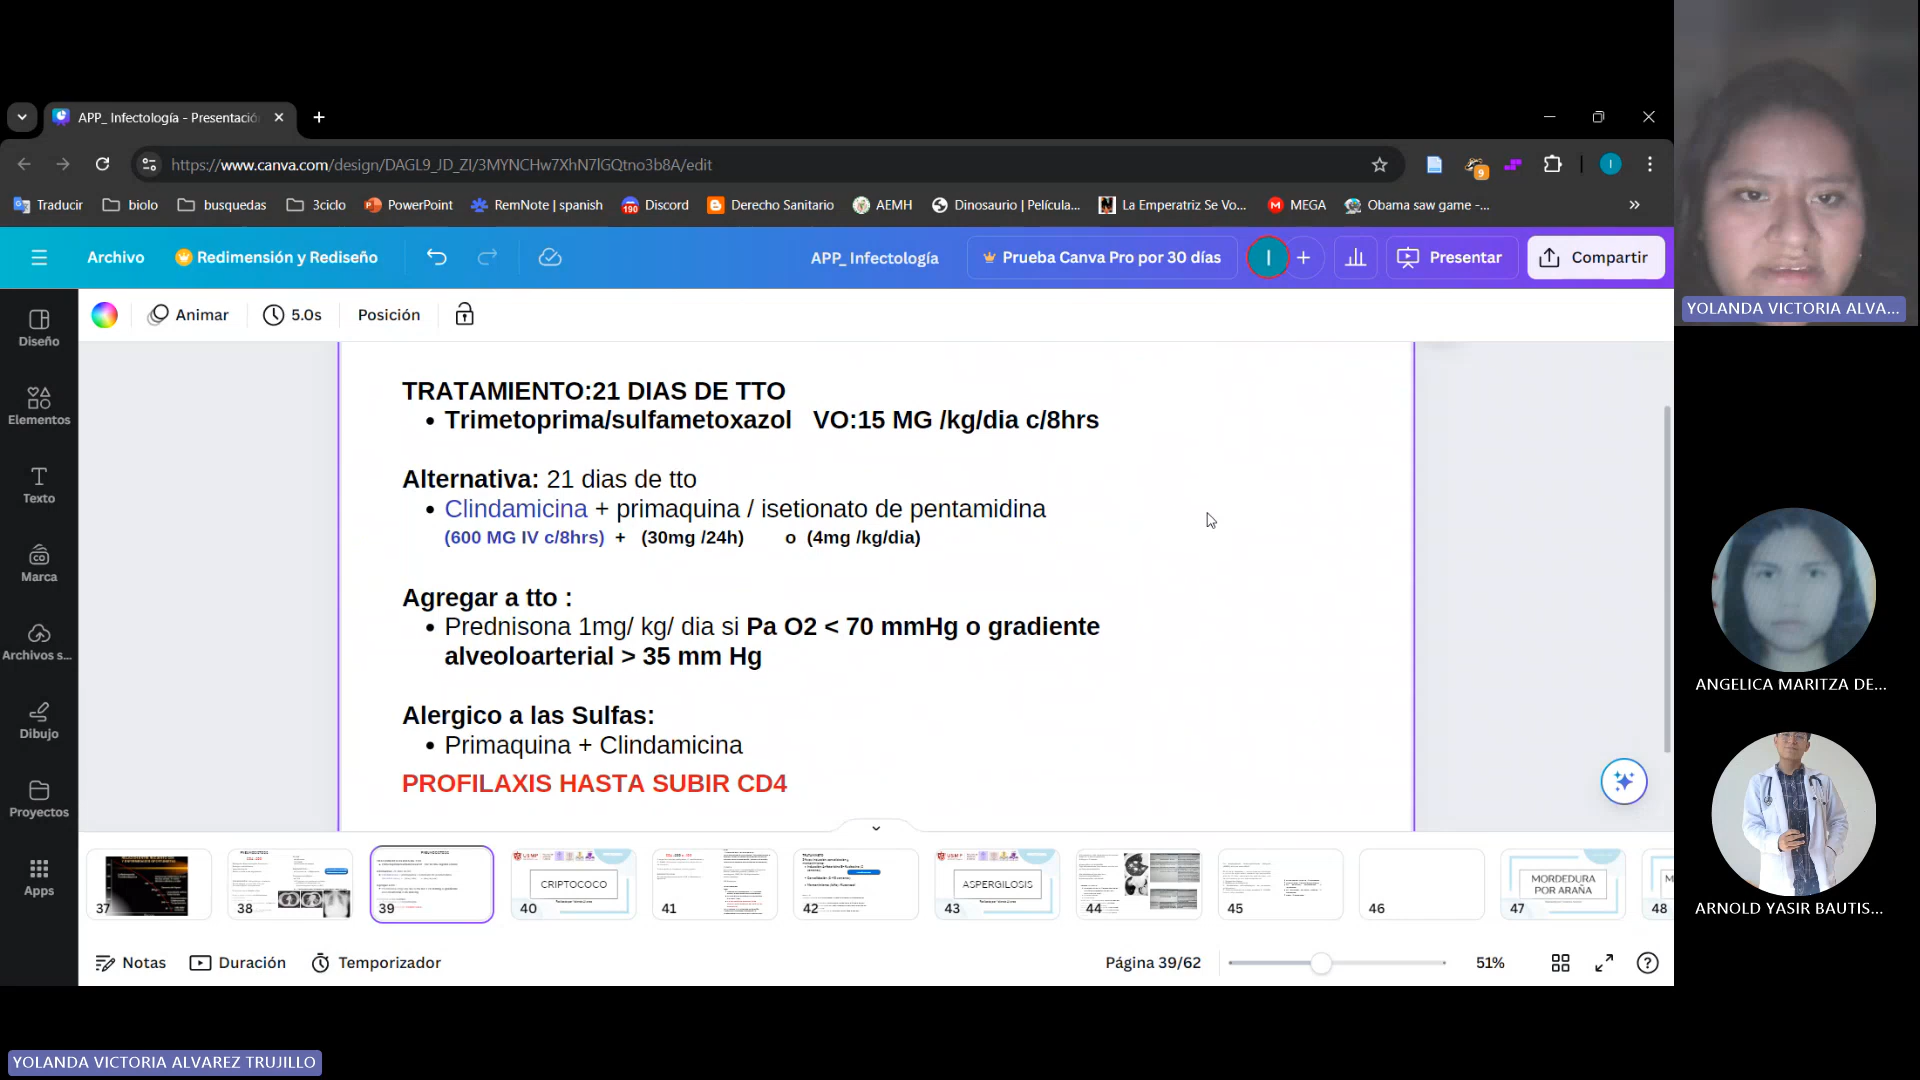 APP_ Infectología - Presentació
https://www.canva.com/design/DAGL9_JD_ZI/3MYNCHw7XhN7lGQtno3b8A/edit
9
I
Traducir
biolo
busquedas
3ciclo
PowerPoint
RemNote | spanish
190
Discord
Derecho Sanitario
AEMH
Dinosaurio | Película...
La Emperatriz Se Vo...
MEGA
Obama saw game -...
Archivo
Redimensión y Rediseño
APP_ Infectología
Prueba Canva Pro por 30 días
I
Presentar
Compartir
Diseño
Elementos
Texto
Marca
Archivos s...
Dibujo
Proyectos
Apps
Animar
5.0s
Posición
TRATAMIENTO:21 DIAS DE TTO
• Trimetoprima/sulfametoxazol VO:15 MG /kg/dia c/8hrs
Alternativa: 21 dias de tto
• Clindamicina + primaquina / isetionato de pentamidina
(600 MG IV c/8hrs) + (30mg /24h) o (4mg /kg/dia)
Agregar a tto :
• Prednisona 1mg/ kg/ dia si Pa O2 < 70 mmHg o gradiente
alveoloarterial > 35 mm Hg
Alergico a las Sulfas:
• Primaquina + Clindamicina
PROFILAXIS HASTA SUBIR CD4
37
38
39
CRIPTOCOCO
40
41
42
ASPERGILOSIS
43
44
45
46
MORDEDURA
POR ARAÑA
47
48
Notas
Duración
Temporizador
Página 39/62
51%
YOLANDA VICTORIA ALVA...
ANGELICA MARITZA DE...
ARNOLD YASIR BAUTIS...
YOLANDA VICTORIA ALVAREZ TRUJILLO